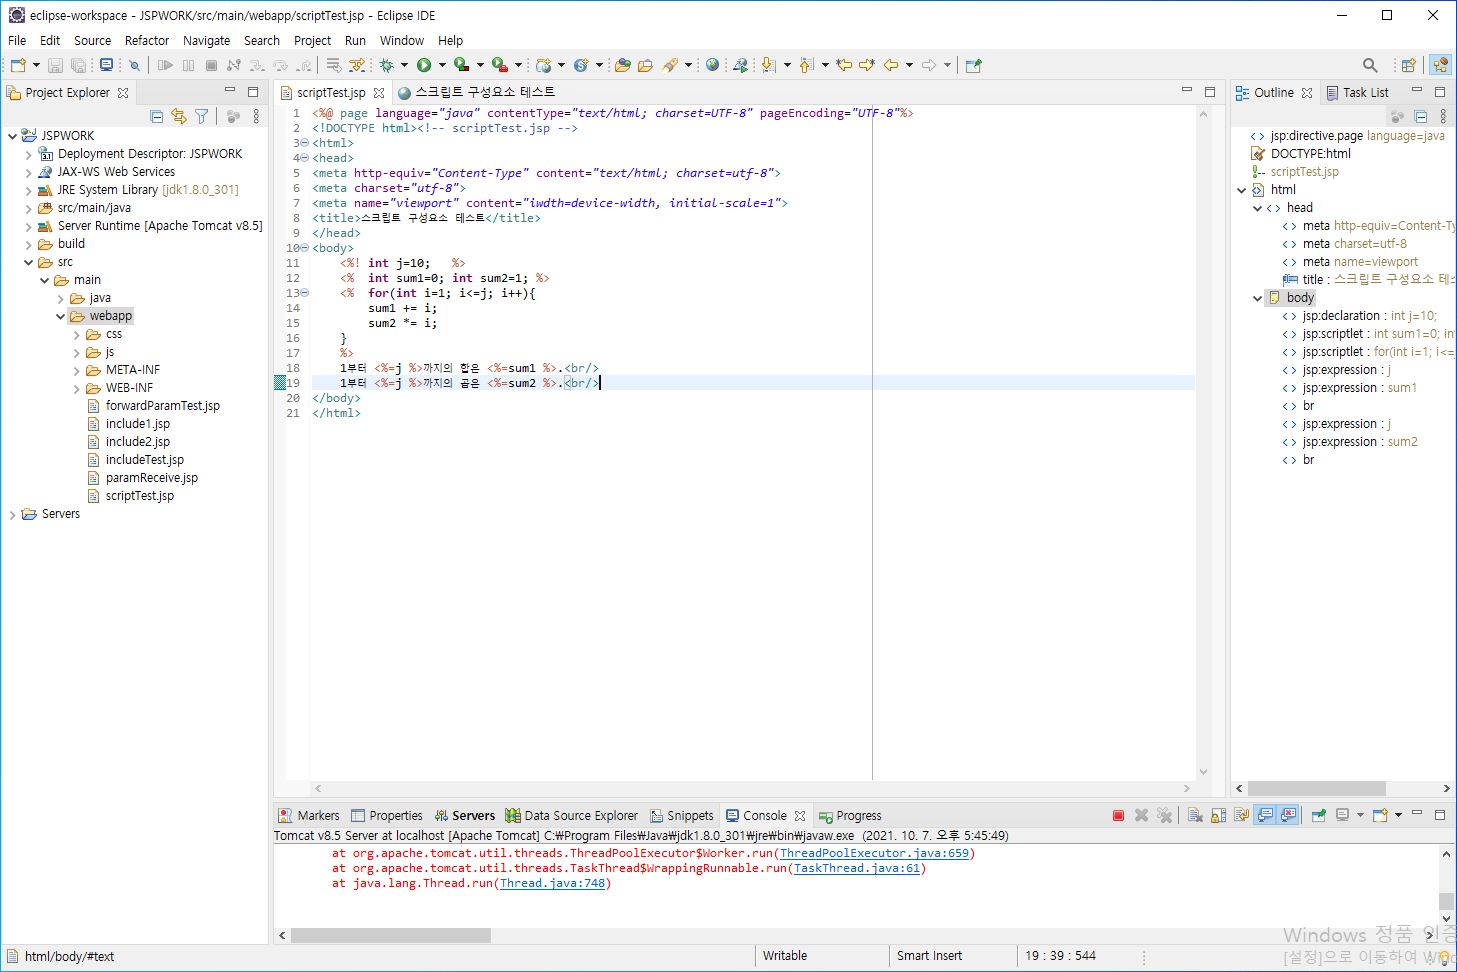 eclipse-workspace - JSPWORK/src/main/webapp/scriptTest.jsp - Eclipse IDE
File Edit Source Refactor Navigate Search Project Run Window Help
Project Explorer
JSPWORK
Deployment Descriptor: JSPWORK
JAX-WS Web Services
JRE System Library [jdk1.8.0_301]
src/main/java
Server Runtime [Apache Tomcat v8.5]
build
src
main
java
webapp
css
js
META-INF
WEB-INF
forwardParamTest.jsp
include1.jsp
include2.jsp
includeTest.jsp
paramReceive.jsp
scriptTest.jsp
Servers
scriptTest.jsp 스크립트 구성요소 테스트
1 <%@ page language="java" contentType="text/html; charset=UTF-8" pageEncoding="UTF-8"%>
2 <!DOCTYPE html><!-- scriptTest.jsp -->
3 <html>
4 <head>
5 <meta http-equiv="Content-Type" content="text/html; charset=utf-8">
6 <meta charset="utf-8">
7 <meta name="viewport" content="iwdth=device-width, initial-scale=1">
8 <title>스크립트 구성요소 테스트</title>
9 </head>
10 <body>
11 <%! int j=10; %>
12 <% int sum1=0; int sum2=1; %>
13 <% for(int i=1; i<=j; i++){
14 sum1 += i;
15 sum2 *= i;
16 }
17 %>
18 1부터 <%=j %>까지의 합은 <%=sum1 %>.<br/>
19 1부터 <%=j %>까지의 곱은 <%=sum2 %>.<br/>
20 </body>
21 </html>
Outline Task List
jsp:directive.page language=java
DOCTYPE:html
scriptTest.jsp
html
head
meta http-equiv=Content-Ty
meta charset=utf-8
meta name=viewport
title : 스크립트 구성요소 테스
body
jsp:declaration : int j=10;
jsp:scriptlet : int sum1=0; int
jsp:scriptlet : for(int i=1; i<=
jsp:expression : j
jsp:expression : sum1
br
jsp:expression : j
jsp:expression : sum2
br
Markers Properties Servers Data Source Explorer Snippets Console Progress
Tomcat v8.5 Server at localhost [Apache Tomcat] C:₩Program Files₩Java₩jdk1.8.0_301₩jre₩bin₩javaw.exe (2021. 10. 7. 오후 5:45:49)
at org.apache.tomcat.util.threads.ThreadPoolExecutor$Worker.run(ThreadPoolExecutor.java:659)
at org.apache.tomcat.util.threads.TaskThread$WrappingRunnable.run(TaskThread.java:61)
at java.lang.Thread.run(Thread.java:748)
Windows 정품 인증
[설정]으로 이동하여 Win
html/body/#text Writable Smart Insert 19 : 39 : 544